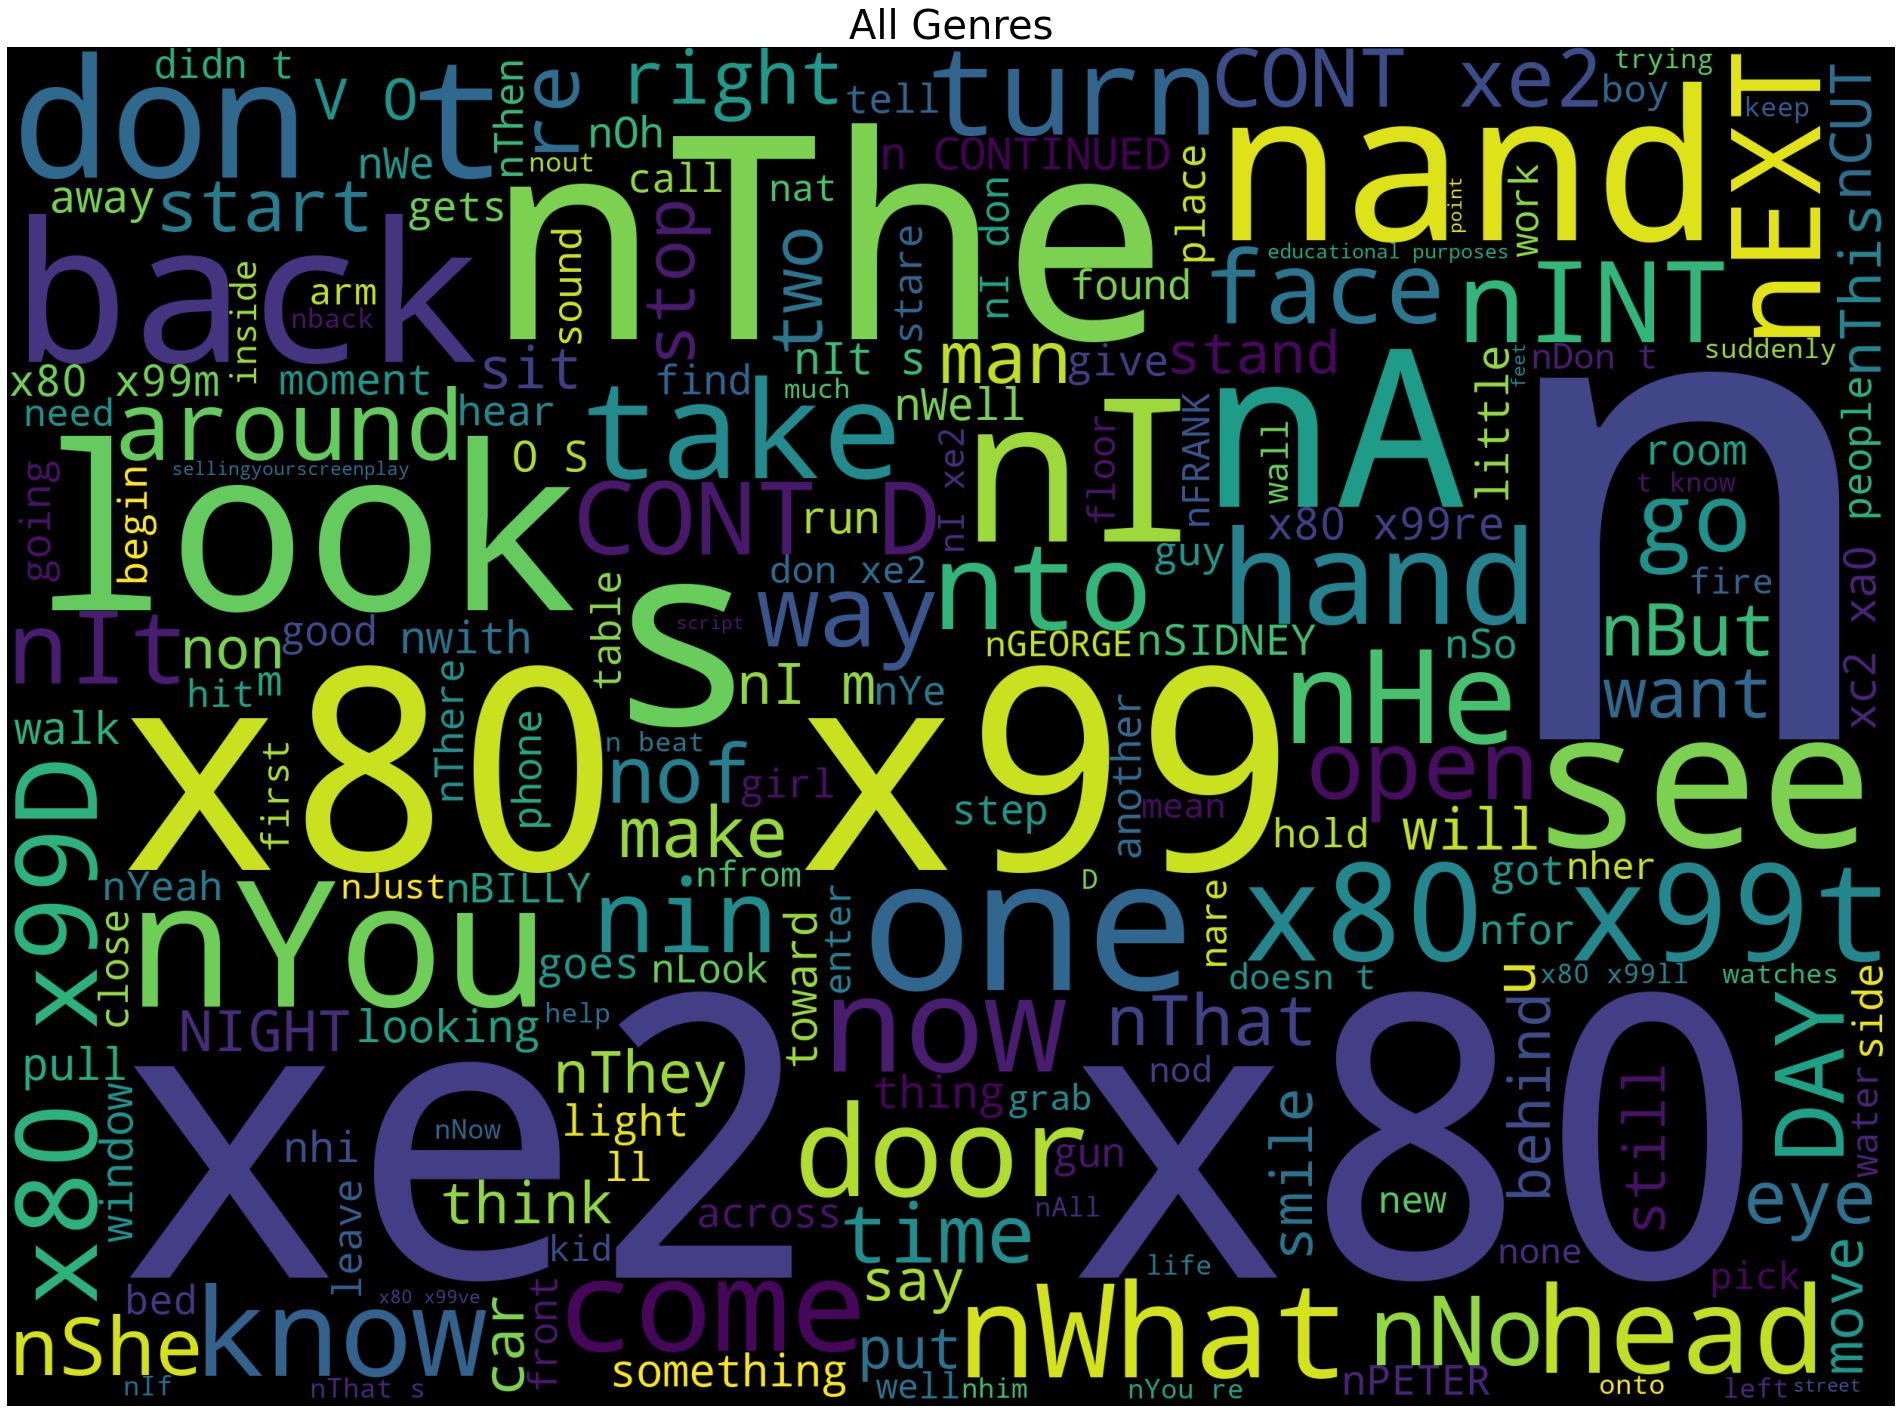 All Genres
don t
didn t
V O
nThen
re
right
tell
turn
CONT xe2
boy
trying
keep
nEXT
nCUT
nOh
nout
nWe
call
nat
n CONTINUED
nand
place
point
work
away
start
gets
nThe
stop
two
stare
nI don
educational purposes
nThis
back
inside
arm
nback
sound
found
face
nINT
x80 x99m
moment
sit
find
nIt s
much
man
give
stand
nDon t
suddenly
feet
need
around
hear
take
nWell
nI
nI xe2
floor
nFRANK
nA
wall
little
n
room
t know
people
going
begin
sellingyourscreenplay
O S
look
CONT D
run
x80 x99re
go
guy
hand
fire
xc2 xa0
nIt
non
good
nwith
table
script
s
don xe2
way
nto
nGEORGE
nSIDNEY
nSo
nBut
want
hit
m
nI m
nYe
nHe
walk
x80 x99
first
nThere
phone
n beat
nof
girl
another
mean
open
see
make
step
hold
will
x80 x99D
nYeah
nJust
nBILLY
nfrom
D
got
nher
close
nYou
nin
one
nare
x80 x99t
nfor
goes
nLook
toward
enter
doesn t
u
x80 x99ll
watches
side
NIGHT
looking
help
now
nThat
behind
DAY
pull
window
xe2 x80
nThey
thing
grab
nod
still
water
nhi
nNow
light
ll
door
gun
smile
leave
think
across
nAll
new
eye
kid
time
life
none
pick
move
bed
x80 x99ve
front
come
say
nShe
know
car
something
put
nWhat
nNo
head
nIf
nThat s
well
nhim
nYou re
nPETER
onto
left
street